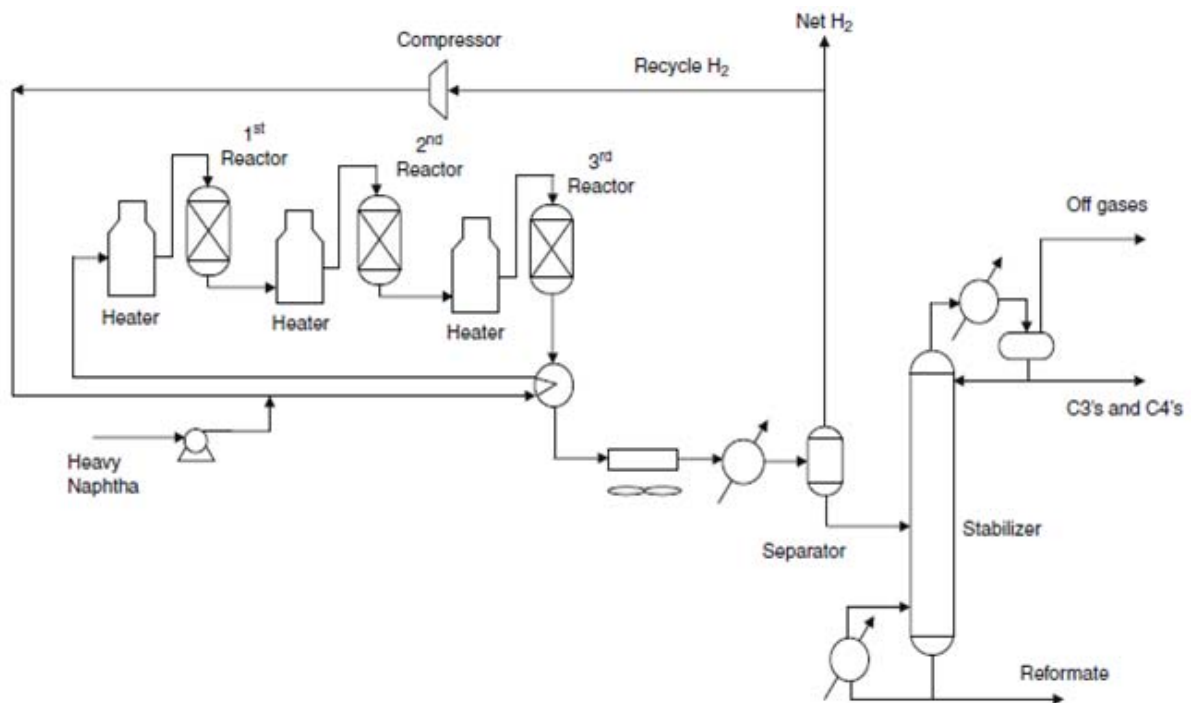 Net H₂
Compressor
Recycle H₂
1st
Reactor
2nd
Reactor
3rd
Reactor
Off gases
Heater
Heater
Heater
C3's and C4's
Heavy
Naphtha
Stabilizer
Separator
Reformate